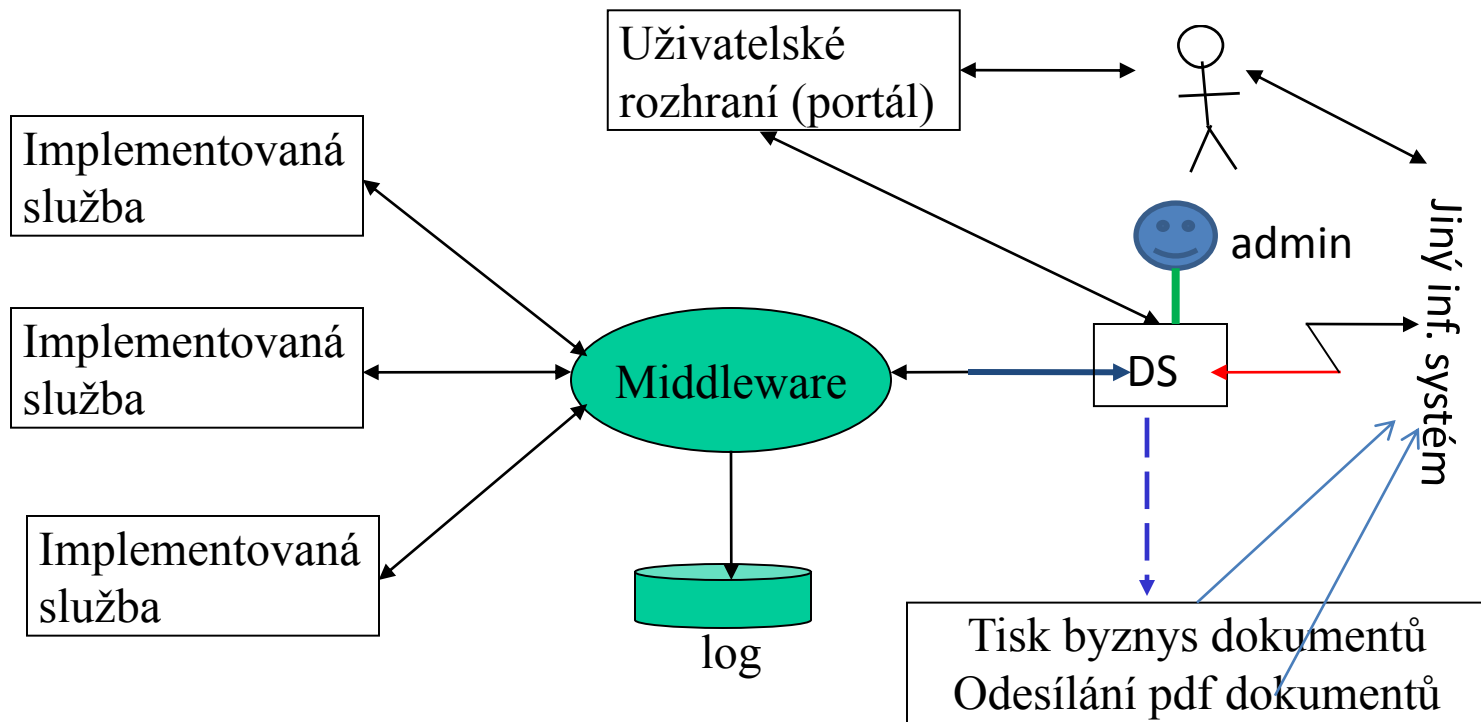 Uživatelské
rozhraní (portál)
Implementovaná
služba
admin
Jiný inf. systém
Implementovaná
služba
Middleware
DS
Implementovaná
služba
log
Tisk byznys dokumentů
Odesílání pdf dokumentů